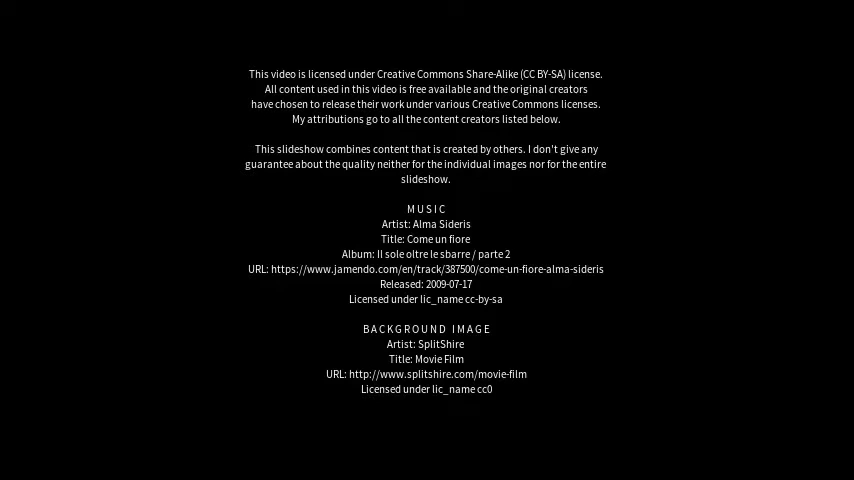 This video is licensed under Creative Commons Share-Alike (CC BY-SA) license.
All content used in this video is free available and the original creators
have chosen to release their work under various Creative Commons licenses.
My attributions go to all the content creators listed below.
This slideshow combines content that is created by others. I don't give any
guarantee about the quality neither for the individual images nor for the entire
slideshow.
MUSIC
Artist: Alma Sideris
Title: Come un fiore
Album: Il sole oltre le sbarre / parte 2
URL: https://www.jamendo.com/en/track/387500/come-un-fiore-alma-sideris
Released: 2009-07-17
Licensed under lic_name cc-by-sa
BACKGROUND IMAGE
Artist: SplitShire
Title: Movie Film
URL: http://www.splitshire.com/movie-film
Licensed under lic_name cc0